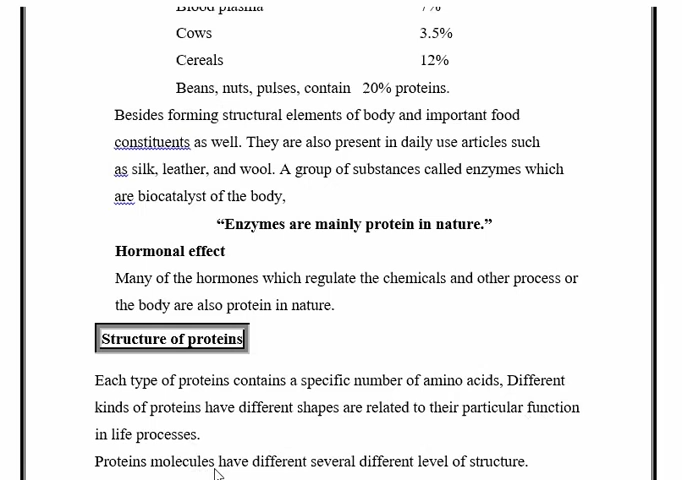 Blood plasma 7%
Cows 3.5%
Cereals 12%
Beans, nuts, pulses, contain 20% proteins.
Besides forming structural elements of body and important food
constituents as well. They are also present in daily use articles such
as silk, leather, and wool. A group of substances called enzymes which
are biocatalyst of the body,
“Enzymes are mainly protein in nature.”
Hormonal effect
Many of the hormones which regulate the chemicals and other process or
the body are also protein in nature.
Structure of proteins
Each type of proteins contains a specific number of amino acids, Different
kinds of proteins have different shapes are related to their particular function
in life processes.
Proteins molecules have different several different level of structure.